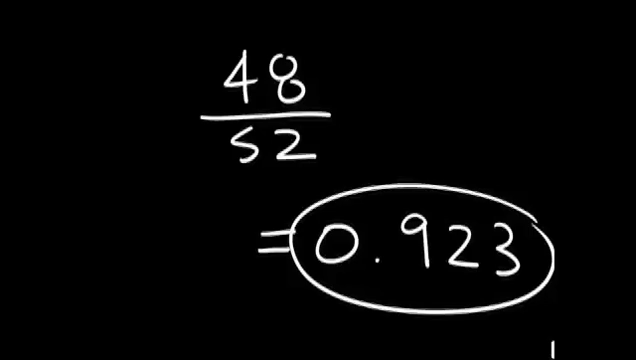 48
52
= 0.923